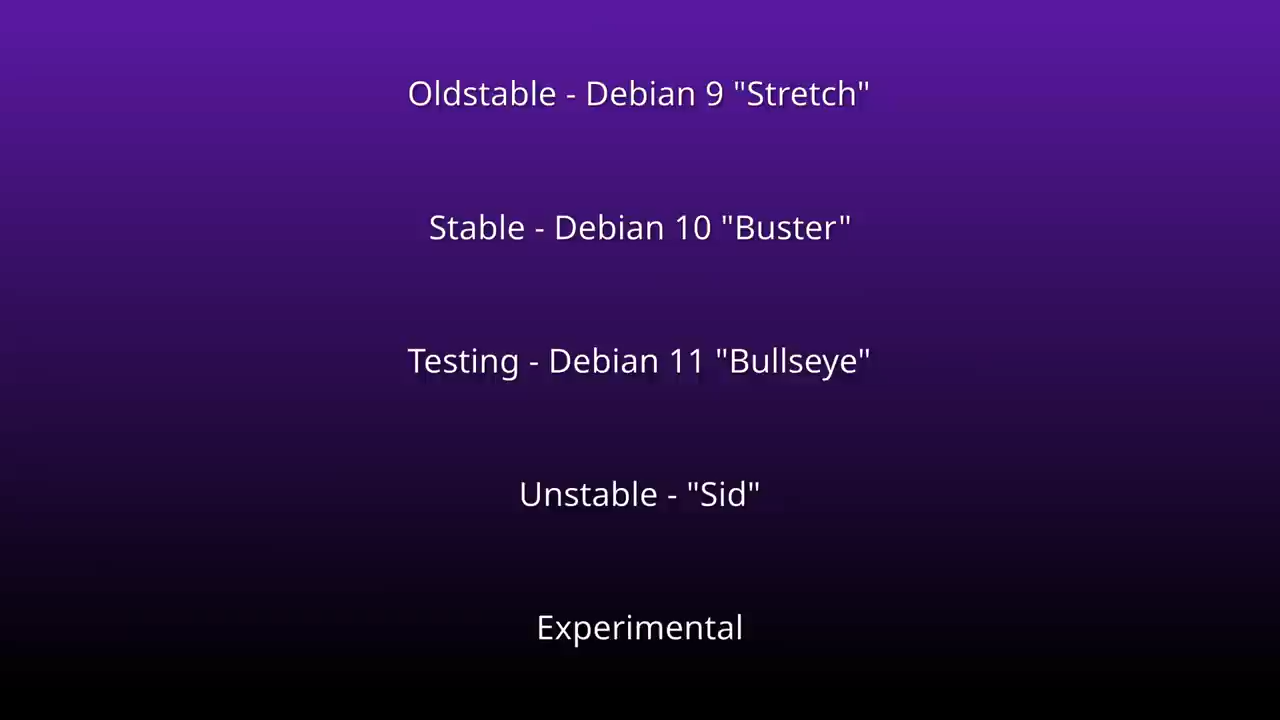 Oldstable - Debian 9 "Stretch"
Stable - Debian 10 "Buster"
Testing - Debian 11 "Bullseye"
Unstable - "Sid"
Experimental